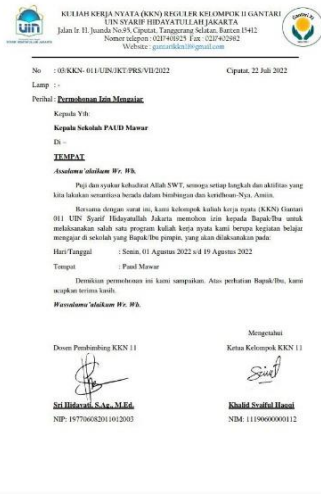 KULIAH KERJA NYATA (KKN) REGULER KELOMPOK II GANTARI
UIN SYARIF HIDAYATULLAH JAKARTA
Jalan Ir. H. Juanda No.95, Ciputat, Tanggerang Selatan, Banten 15412
Nomer telepon : 0217401925 Fax : 0217402982
Website :
uin
No : 03/KKN- 011/UIN/JKT/PRS/VII/2022 Ciputat, 22 Juli 2022
Lamp : -
Perihal : Permohonan Izin Mengajar
Kepada Yth
Kepala Sekolah PAUD Mawar
Di –
TEMPAT
Assalamu'alaikum Wr. Wb.
Puji dan syukur kehadirat Allah SWT, semoga setiap langkah dan aktifitas yang
kita lakukan senantiasa berada dalam bimbingan dan keridhoan-Nya, Amiin.
Bersama dengan surat ini, kami kelompok kuliah kerja nyata (KKN) Gantari
011 UIN Syarif Hidayatullah Jakarta memohon izin kepada Bapak/Ibu untuk
melaksanakan salah satu program kuliah kerja nyata kami berupa kegiatan belajar
mengajar di sekolah yang Bapak/Ibu pimpin, yang akan dilaksanakan pada:
Hari/Tanggal : Senin, 01 Agustus 2022 s/d 19 Agustus 2022
Tempat : Paud Mawar
Demikian permohonan ini kami sampaikan. Atas perhatian Bapak/Ibu, kami
ucapkan terima kasih.
Wassalamu'alaikum Wr. Wb.
Mengetahui
Dosen Pembimbing KKN 11 Ketua Kelompok KKN 11
Sri Hidayati, S.Ag., M.Ed. Khalid Syaiful Haqqi
NIP: 197706082011012003 NIM: 11190600000112